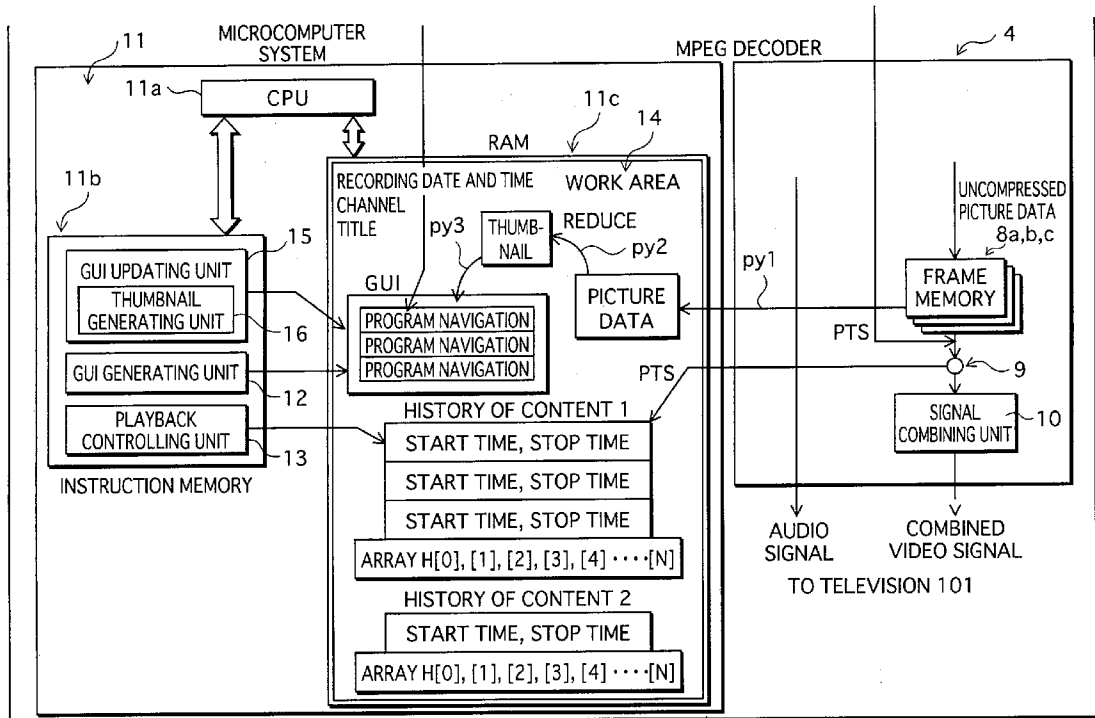 MICROCOMPUTER
SYSTEM
11
MPEG DECODER
4
11a
CPU
11c
RAM
14
RECORDING DATE AND TIME
CHANNEL
TITLE
WORK AREA
11b
15
GUI UPDATING UNIT
THUMBNAIL
GENERATING UNIT
16
GUI GENERATING UNIT
12
PLAYBACK
CONTROLLING UNIT
13
INSTRUCTION MEMORY
py3
THUMB-
NAIL
REDUCE
py2
PICTURE
DATA
py1
GUI
PROGRAM NAVIGATION
PROGRAM NAVIGATION
PROGRAM NAVIGATION
UNCOMPRESSED
PICTURE DATA
8a,b,c
FRAME
MEMORY
PTS
PTS
9
SIGNAL
COMBINING UNIT
10
HISTORY OF CONTENT 1
START TIME, STOP TIME
START TIME, STOP TIME
START TIME, STOP TIME
ARRAY H[0], [1], [2], [3], [4] ····[N]
HISTORY OF CONTENT 2
START TIME, STOP TIME
ARRAY H[0], [1], [2], [3], [4] ····[N]
AUDIO
SIGNAL
COMBINED
VIDEO SIGNAL
TO TELEVISION 101